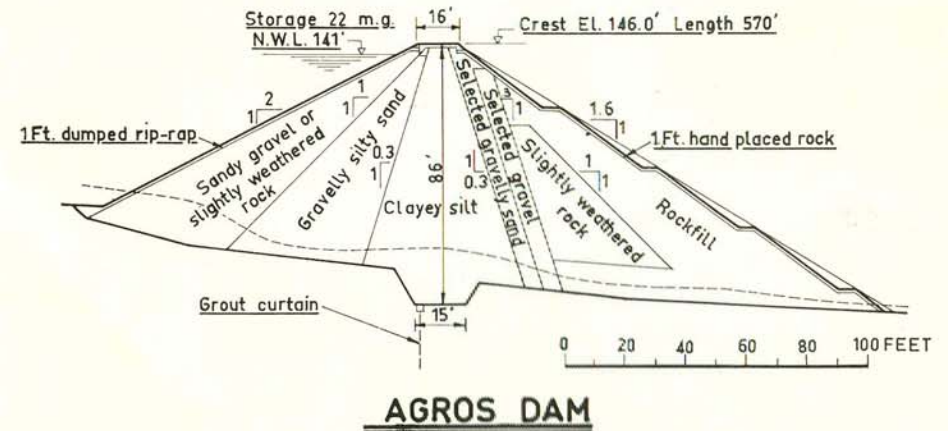 Storage 22 m.g.
N.W.L. 141'
16'
Crest El. 146.0' Length 570'
2
1
1
1
1.6
1
1Ft. dumped rip-rap
1Ft. hand placed rock
Sandy gravel or
slightly weathered
rock
Gravelly silty sand
0.3
1
Clayey silt
86'
1
0.3
Selected gravelly sand
Selected gravel
3
1
Slightly weathered
rock
1
1
Rockfill
Grout curtain
15'
0 20 40 60 80 100 FEET
AGROS DAM